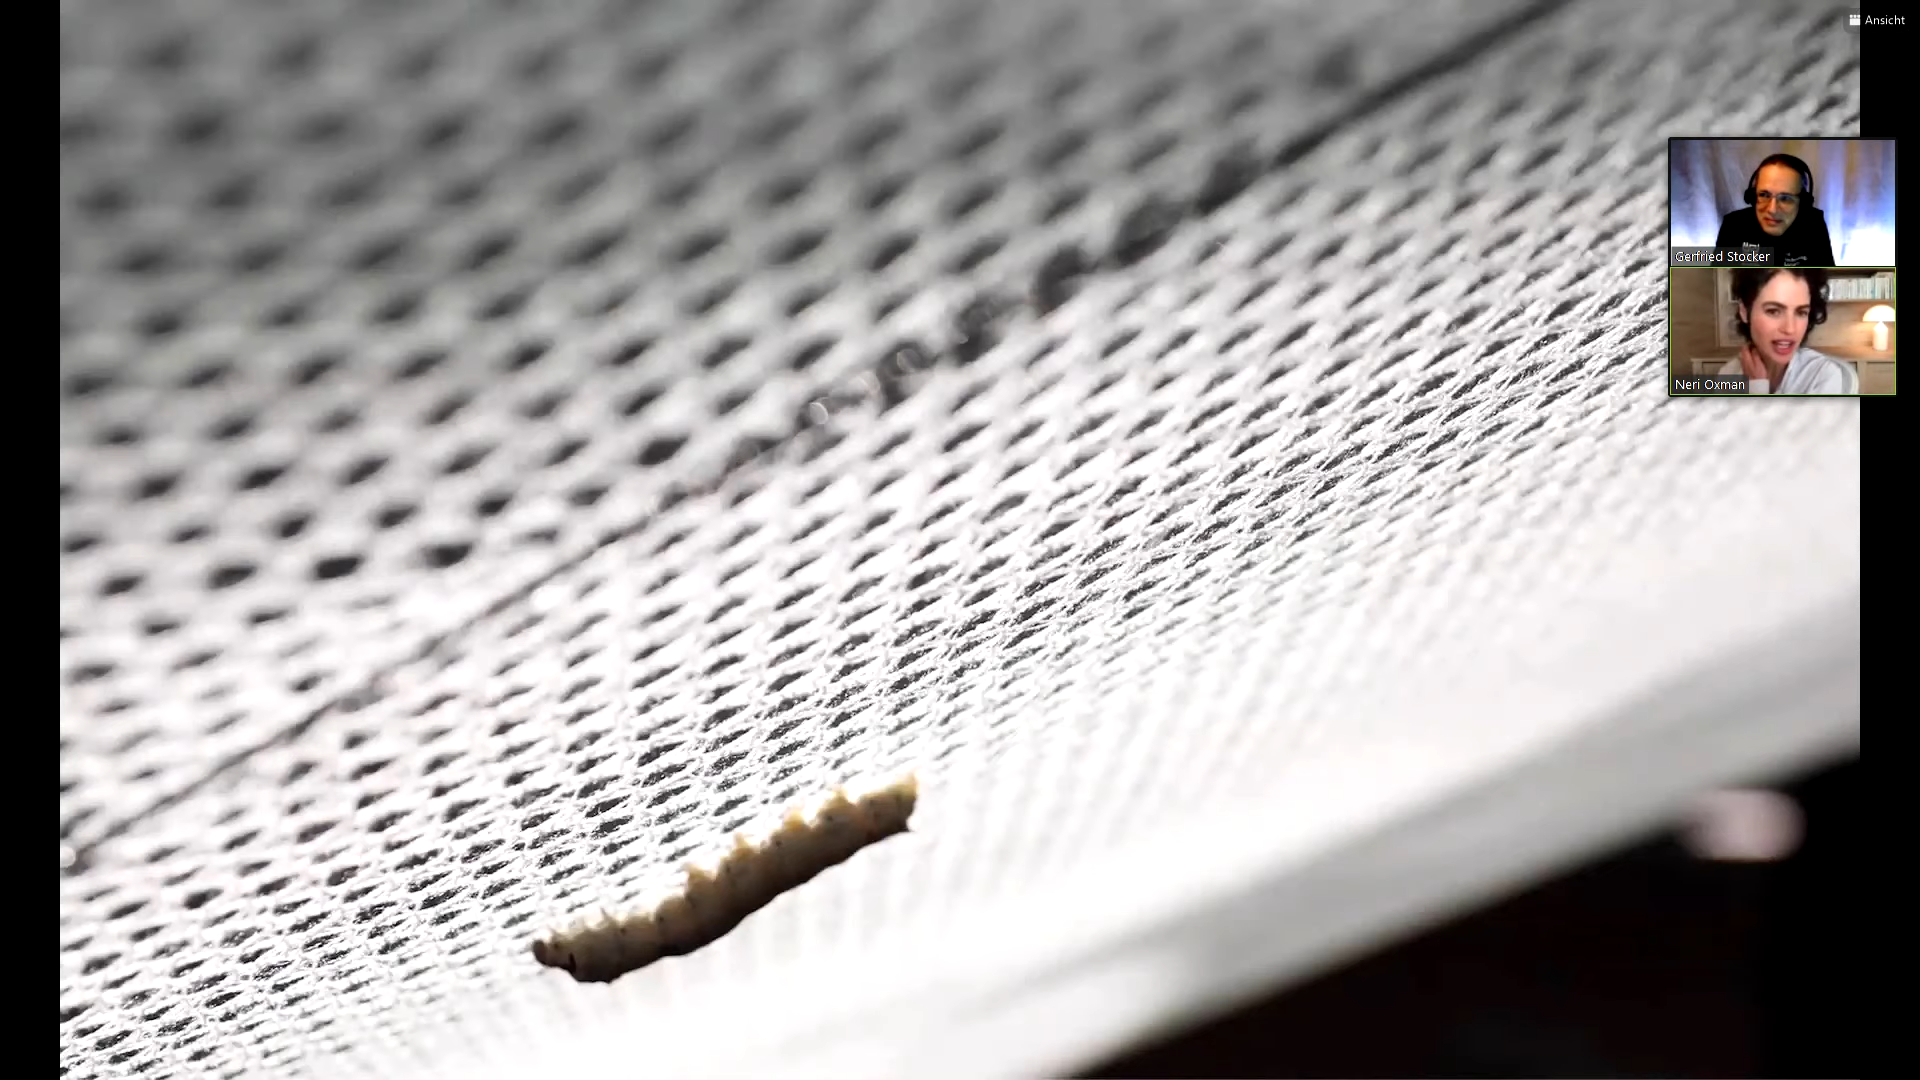 Ansicht
Gerfried Stocker
Neri Oxman